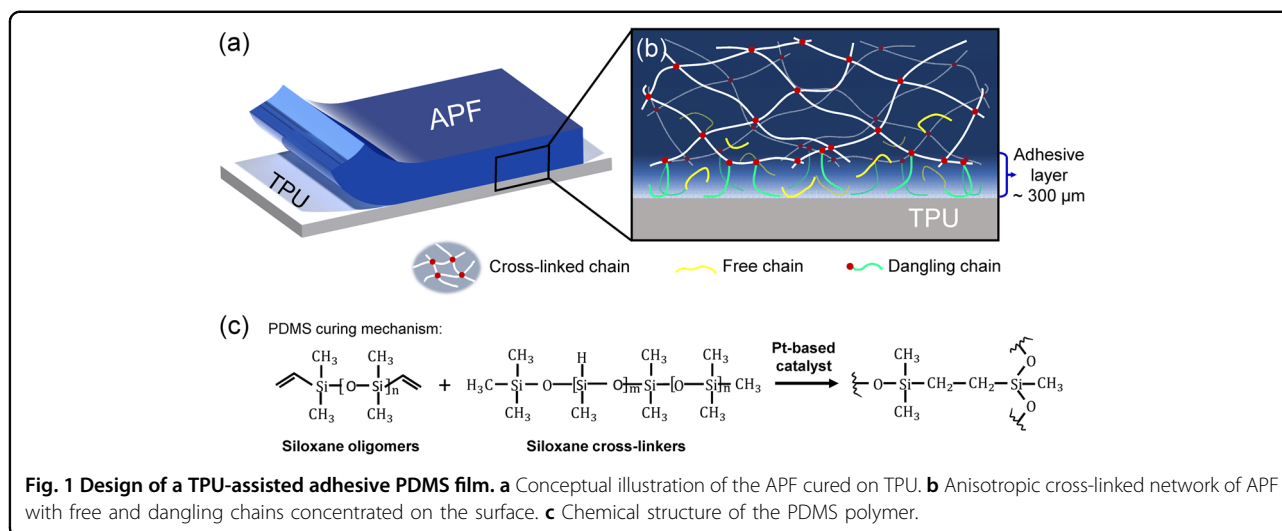 (a)
APF
TPU
(b)
TPU
Adhesive
layer
~ 300 μm
Cross-linked chain
Free chain
Dangling chain
(c) PDMS curing mechanism:
CH₃ CH₃
Si [O Si ]n
CH₃ CH₃
Siloxane oligomers
+
CH₃ H CH₃ CH₃
H₃C Si O [Si O]m Si [O Si]n CH₃
CH₃ CH₃ CH₃ CH₃
Siloxane cross-linkers
Pt-based
catalyst
CH₃ O
O Si CH₂ CH₂ Si CH₃
CH₃ O
Fig. 1 Design of a TPU-assisted adhesive PDMS film. a Conceptual illustration of the APF cured on TPU. b Anisotropic cross-linked network of APF
with free and dangling chains concentrated on the surface. c Chemical structure of the PDMS polymer.